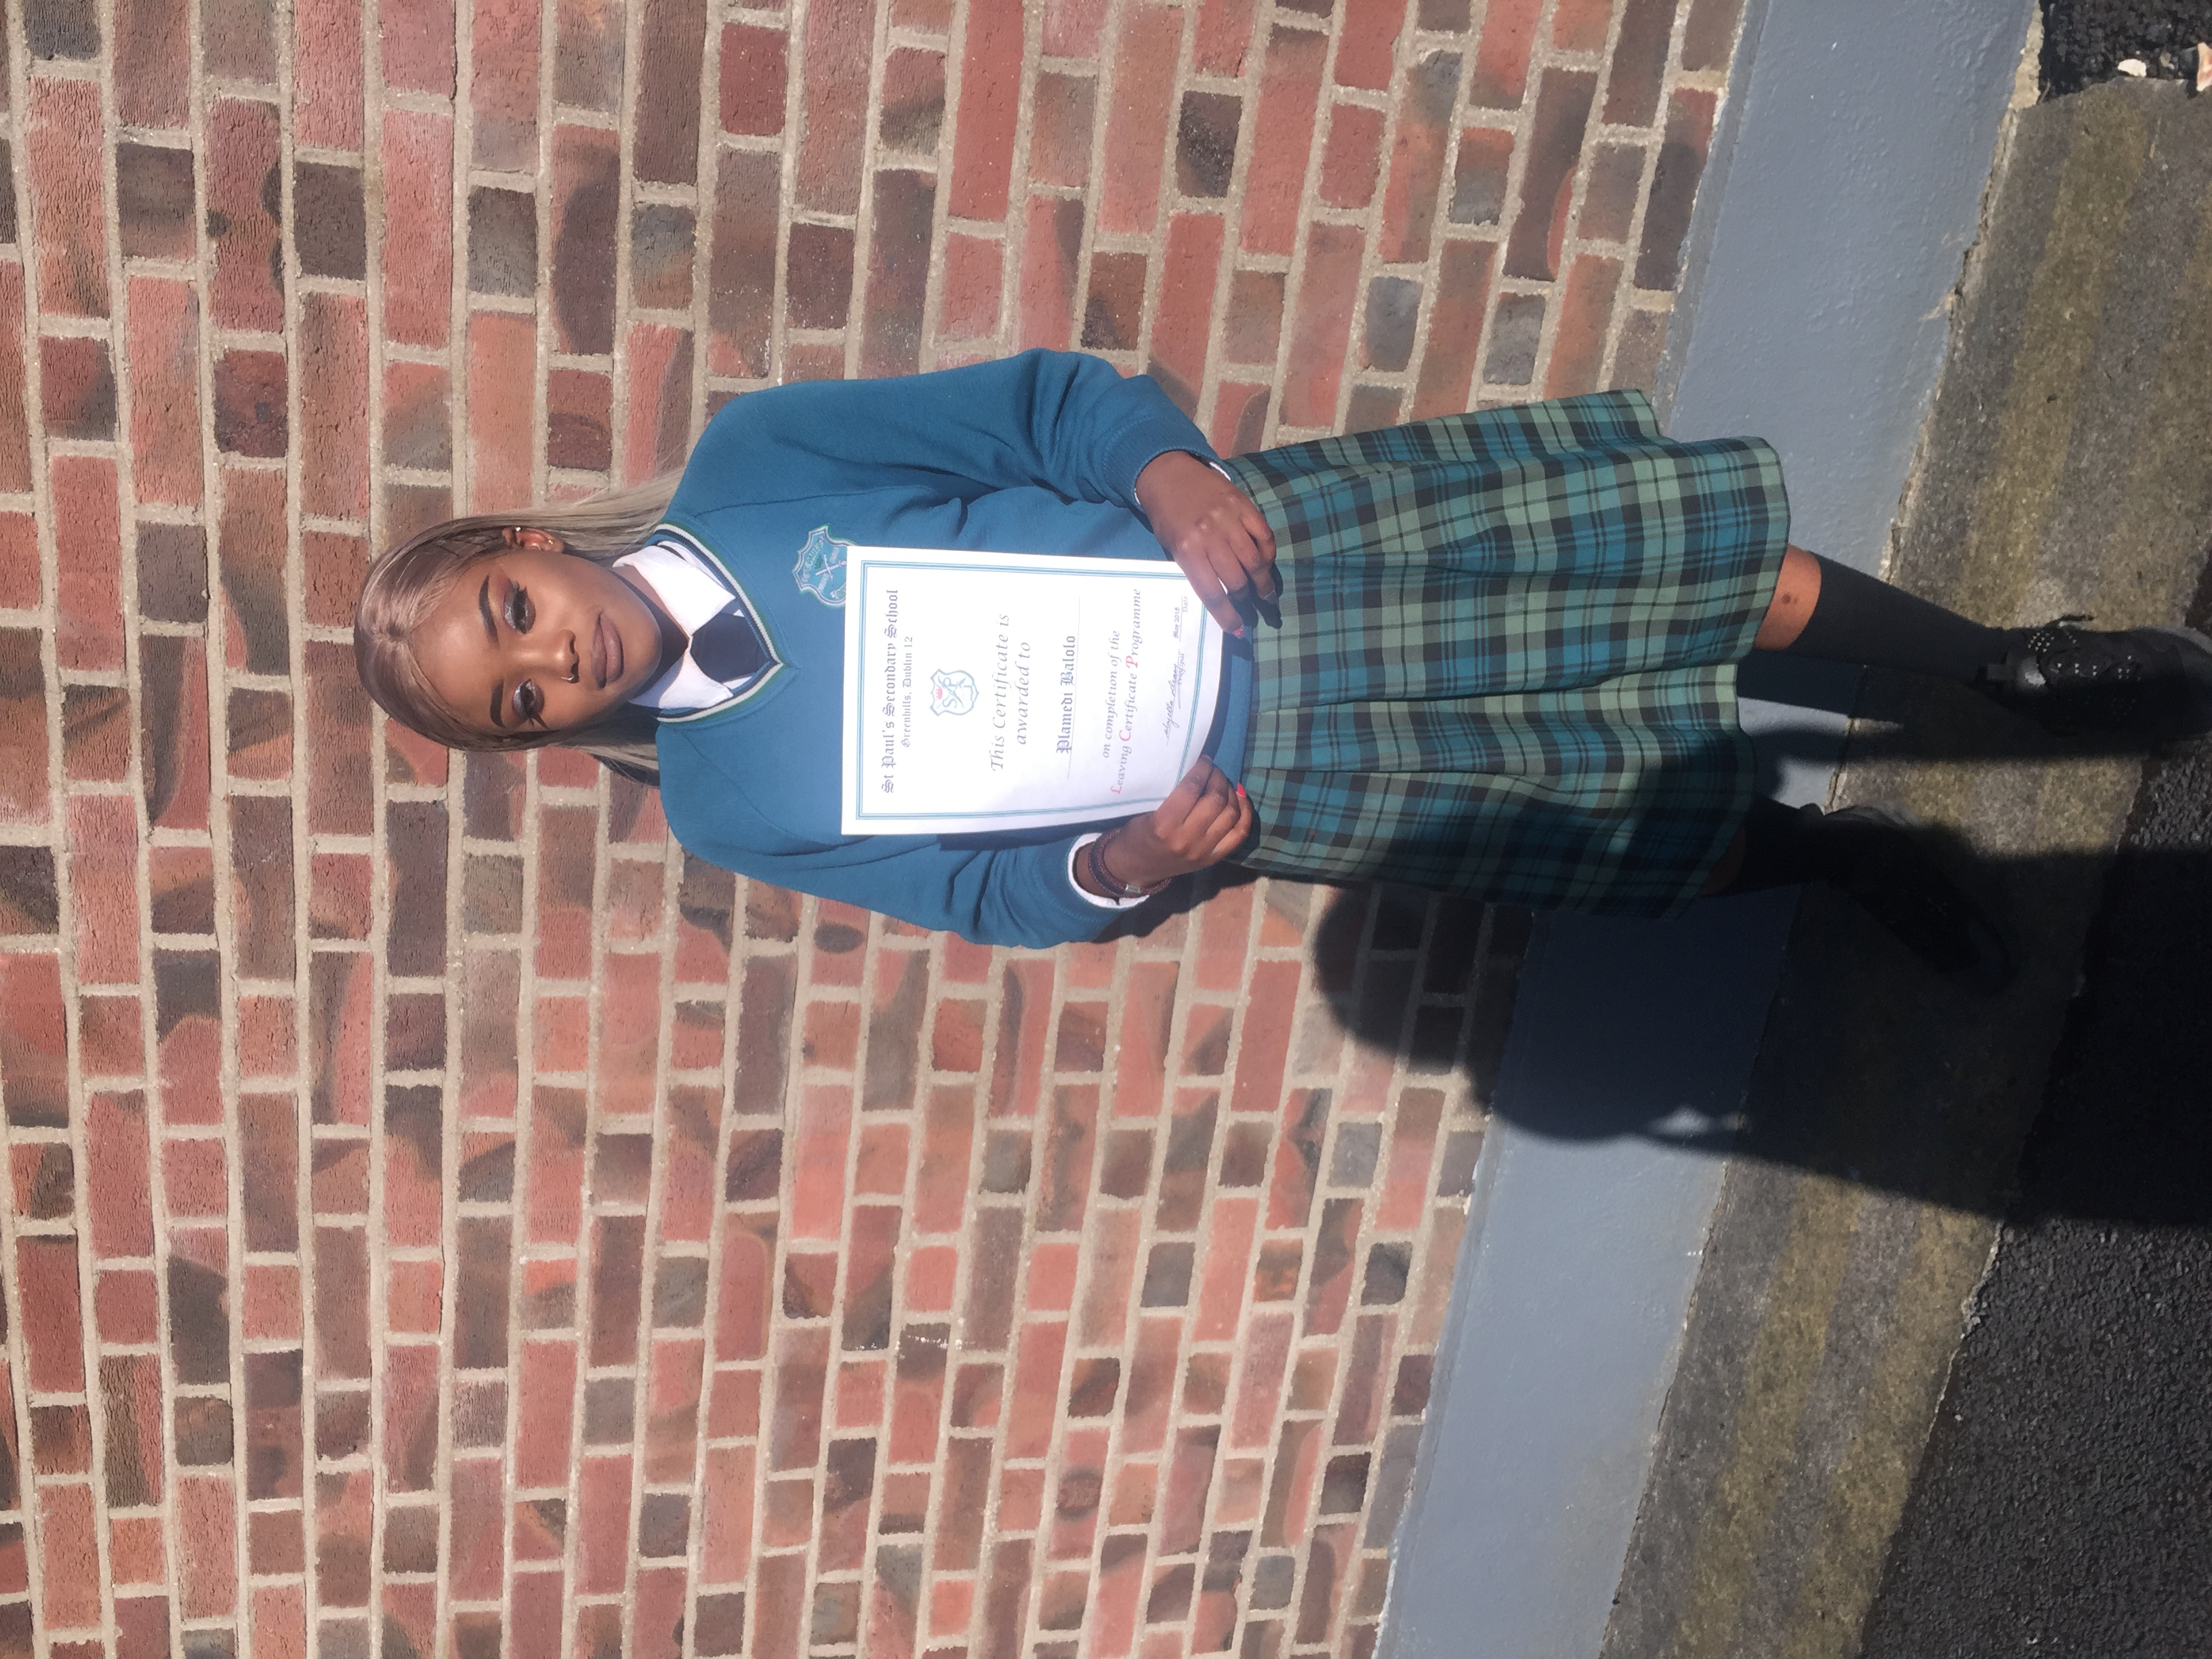 St Paul's Secondary School
Greenhills, Dublin 12
This Certificate is
awarded to
Plamedi Balolo
on completion of the
Leaving Certificate Programme
Principal